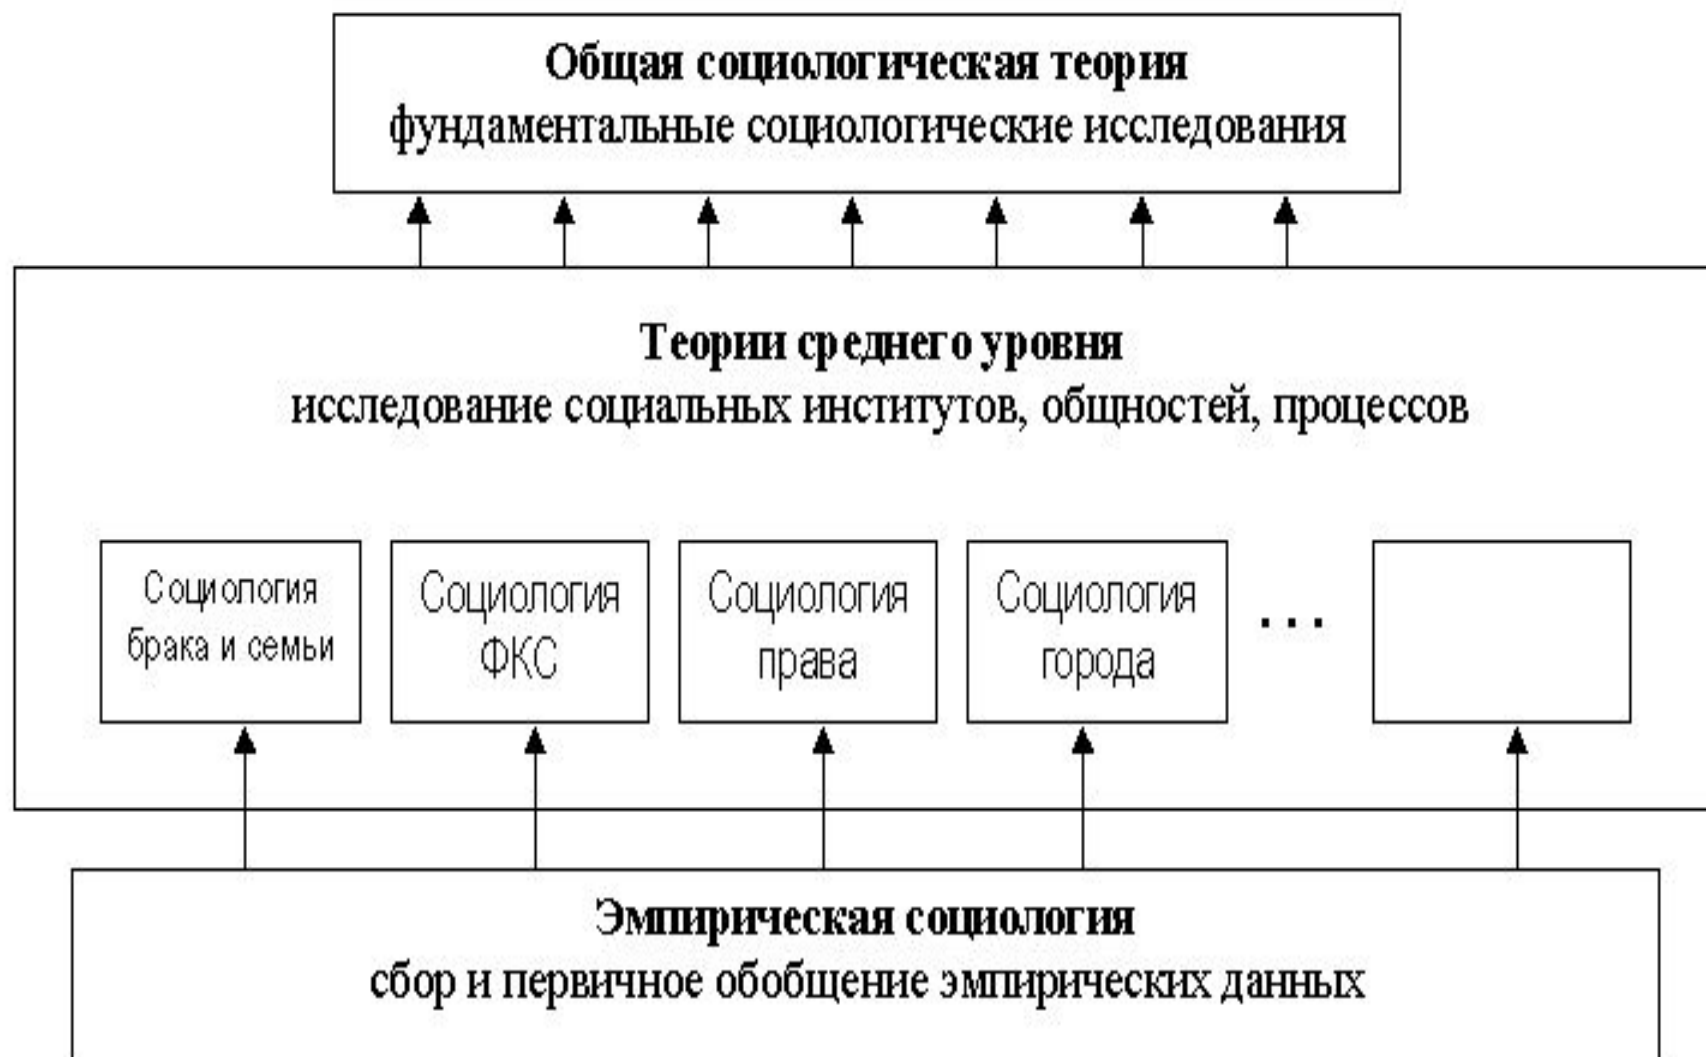 Общая социологическая теория
фундаментальные социологические исследования
Теории среднего уровня
исследование социальных институтов, общностей, процессов
Социология
брака и семьи
Социология
ФКС
Социология
права
Социология
города
...
Эмпирическая социология
сбор и первичное обобщение эмпирических данных